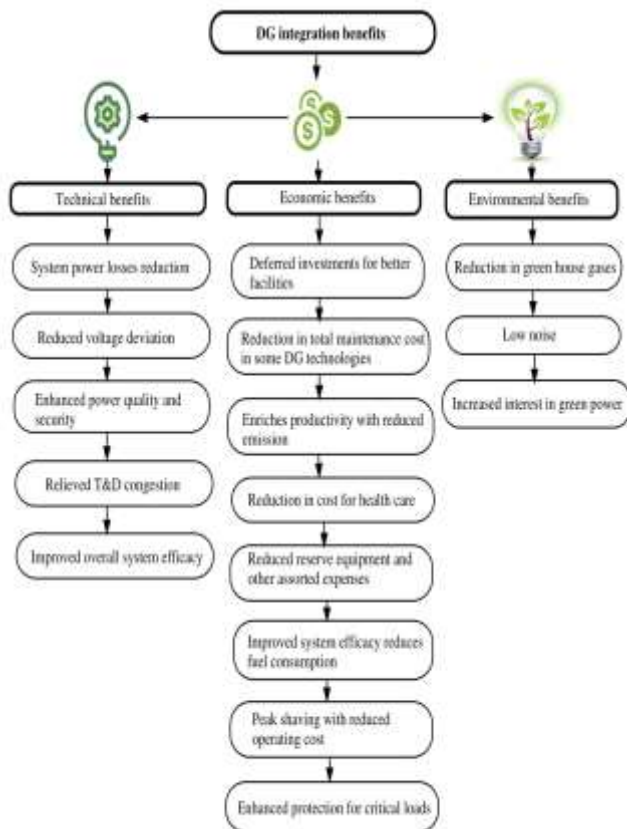 DG integration benefits
Technical benefits
System power losses reduction
Reduced voltage deviation
Enhanced power quality and
security
Relieved T&D congestion
Improved overall system efficacy
$
$
$
Economic benefits
Deferred investments for better
facilities
Reduction in total maintenance cost
in some DG technologies
Enriches productivity with reduced
emission
Reduction in cost for health care
Reduced reserve equipment and
other assorted expenses
Improved system efficacy reduces
fuel consumption
Peak shaving with reduced
operating cost
Enhanced protection for critical loads
Environmental benefits
Reduction in green house gases
Low noise
Increased interest in green power